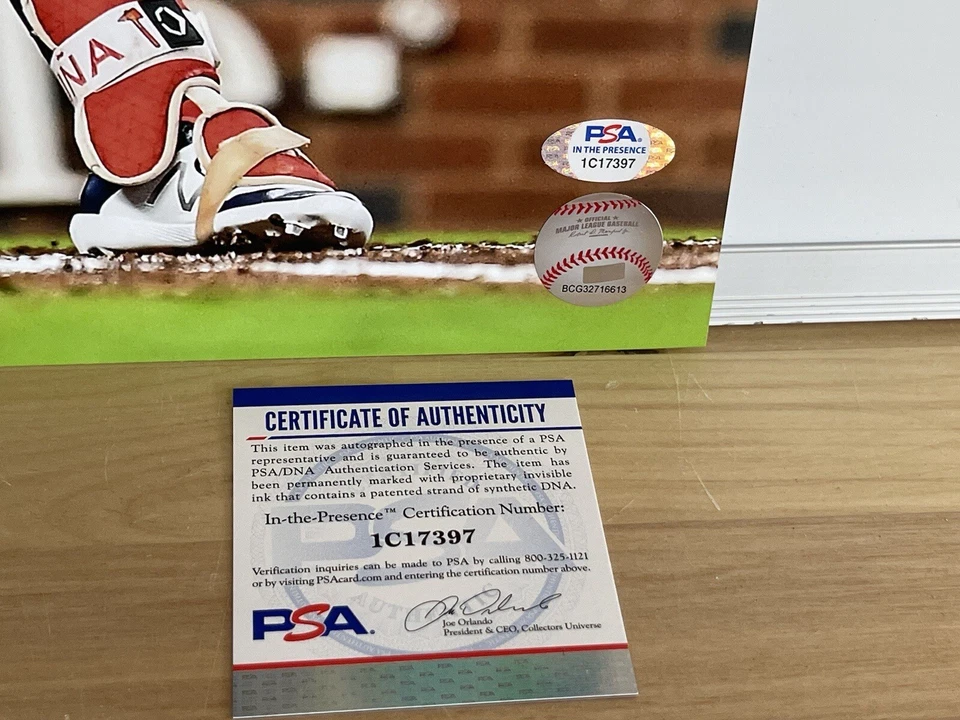 ÑA
PSA
IN THE PRESENCE
1C17397
★ OFFICIAL ★
MAJOR LEAGUE BASEBALL
BCG32716613
CERTIFICATE OF AUTHENTICITY
This item was autographed in the presence of a PSA
representative and is guaranteed to be authentic by
PSA/DNA Authentication Services. The item has
been permanently marked with proprietary invisible
ink that contains a patented strand of synthetic DNA.
In-the-Presence™ Certification Number:
1C17397
Verification inquiries can be made to PSA by calling 800-325-1121
or by visiting PSAcard.com and entering the certification number above.
PSA.
Joe Orlando
President & CEO, Collectors Universe